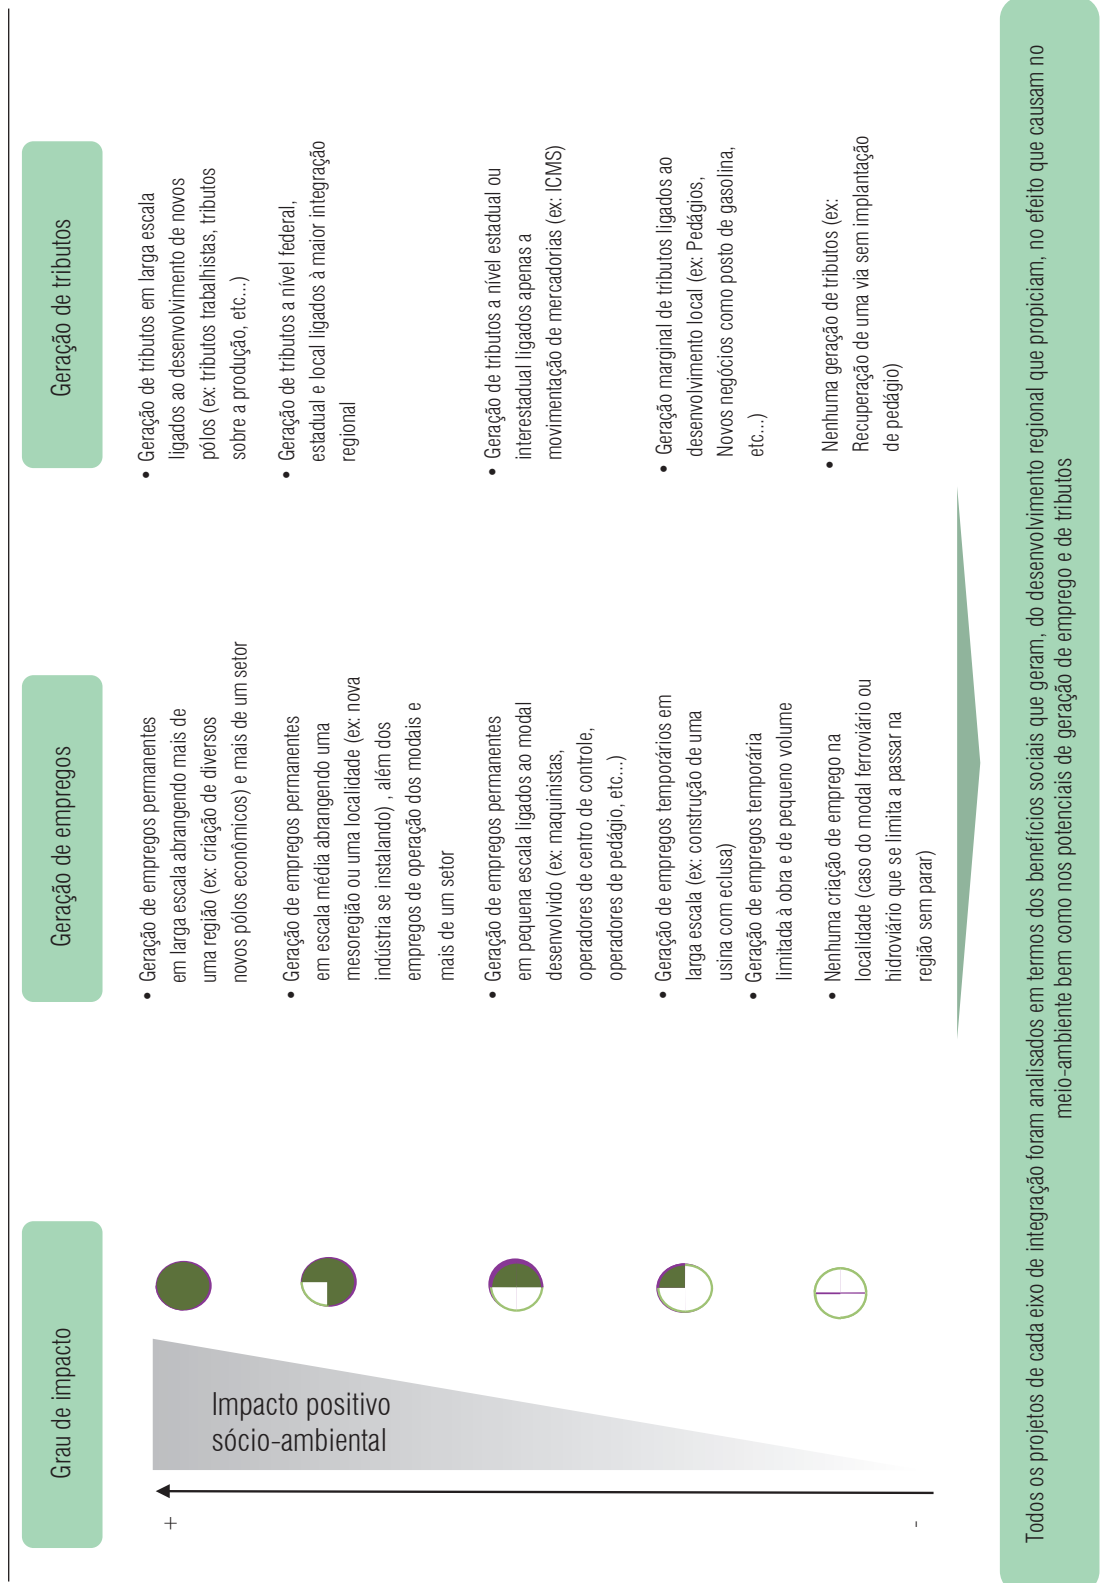 Grau de impacto
Geração de empregos
Geração de tributos
+
Impacto positivo
sócio-ambiental
-
• Geração de empregos permanentes
em larga escala abrangendo mais de
uma região (ex: criação de diversos
novos pólos econômicos) e mais de um setor
• Geração de empregos permanentes
em escala média abrangendo uma
mesoregião ou uma localidade (ex: nova
indústria se instalando) , além dos
empregos de operação dos modais e
mais de um setor
• Geração de empregos permanentes
em pequena escala ligados ao modal
desenvolvido (ex: maquinistas,
operadores de centro de controle,
operadores de pedágio, etc...)
• Geração de empregos temporários em
larga escala (ex: construção de uma
usina com eclusa)
• Geração de empregos temporária
limitada à obra e de pequeno volume
• Nenhuma criação de emprego na
localidade (caso do modal ferroviário ou
hidroviário que se limita a passar na
região sem parar)
• Geração de tributos em larga escala
ligados ao desenvolvimento de novos
pólos (ex: tributos trabalhistas, tributos
sobre a produção, etc...)
• Geração de tributos a nível federal,
estadual e local ligados à maior integração
regional
• Geração de tributos a nível estadual ou
interestadual ligados apenas a
movimentação de mercadorias (ex: ICMS)
• Geração marginal de tributos ligados ao
desenvolvimento local (ex: Pedágios,
Novos negócios como posto de gasolina,
etc...)
• Nenhuma geração de tributos (ex:
Recuperação de uma via sem implantação
de pedágio)
Todos os projetos de cada eixo de integração foram analisados em termos dos benefícios sociais que geram, do desenvolvimento regional que propiciam, no efeito que causam no
meio-ambiente bem como nos potenciais de geração de emprego e de tributos